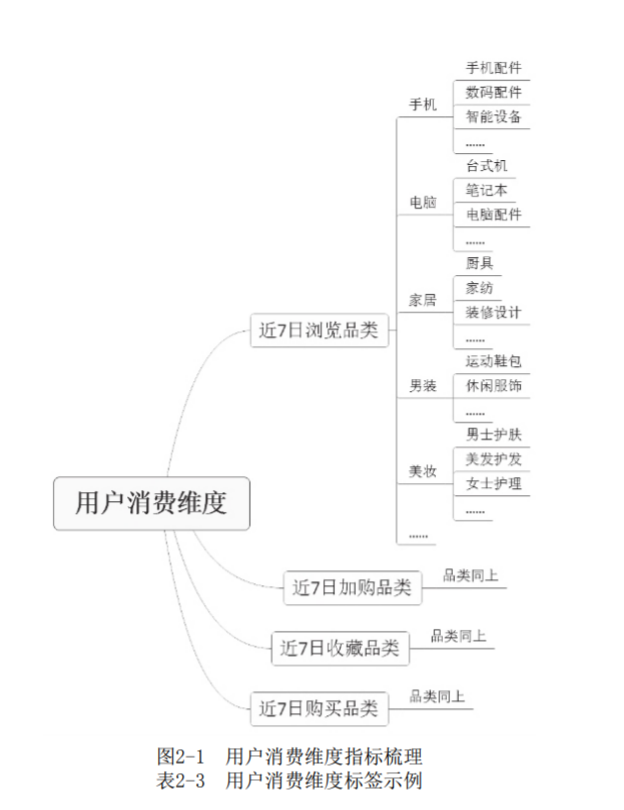 用户消费维度
近7日浏览品类
手机
手机配件
数码配件
智能设备
......
电脑
台式机
笔记本
电脑配件
......
家居
厨具
家纺
装修设计
......
男装
运动鞋包
休闲服饰
......
美妆
男士护肤
美发护发
女士护理
......
......
近7日加购品类
品类同上
近7日收藏品类
品类同上
近7日购买品类
品类同上
图2-1 用户消费维度指标梳理
表2-3 用户消费维度标签示例